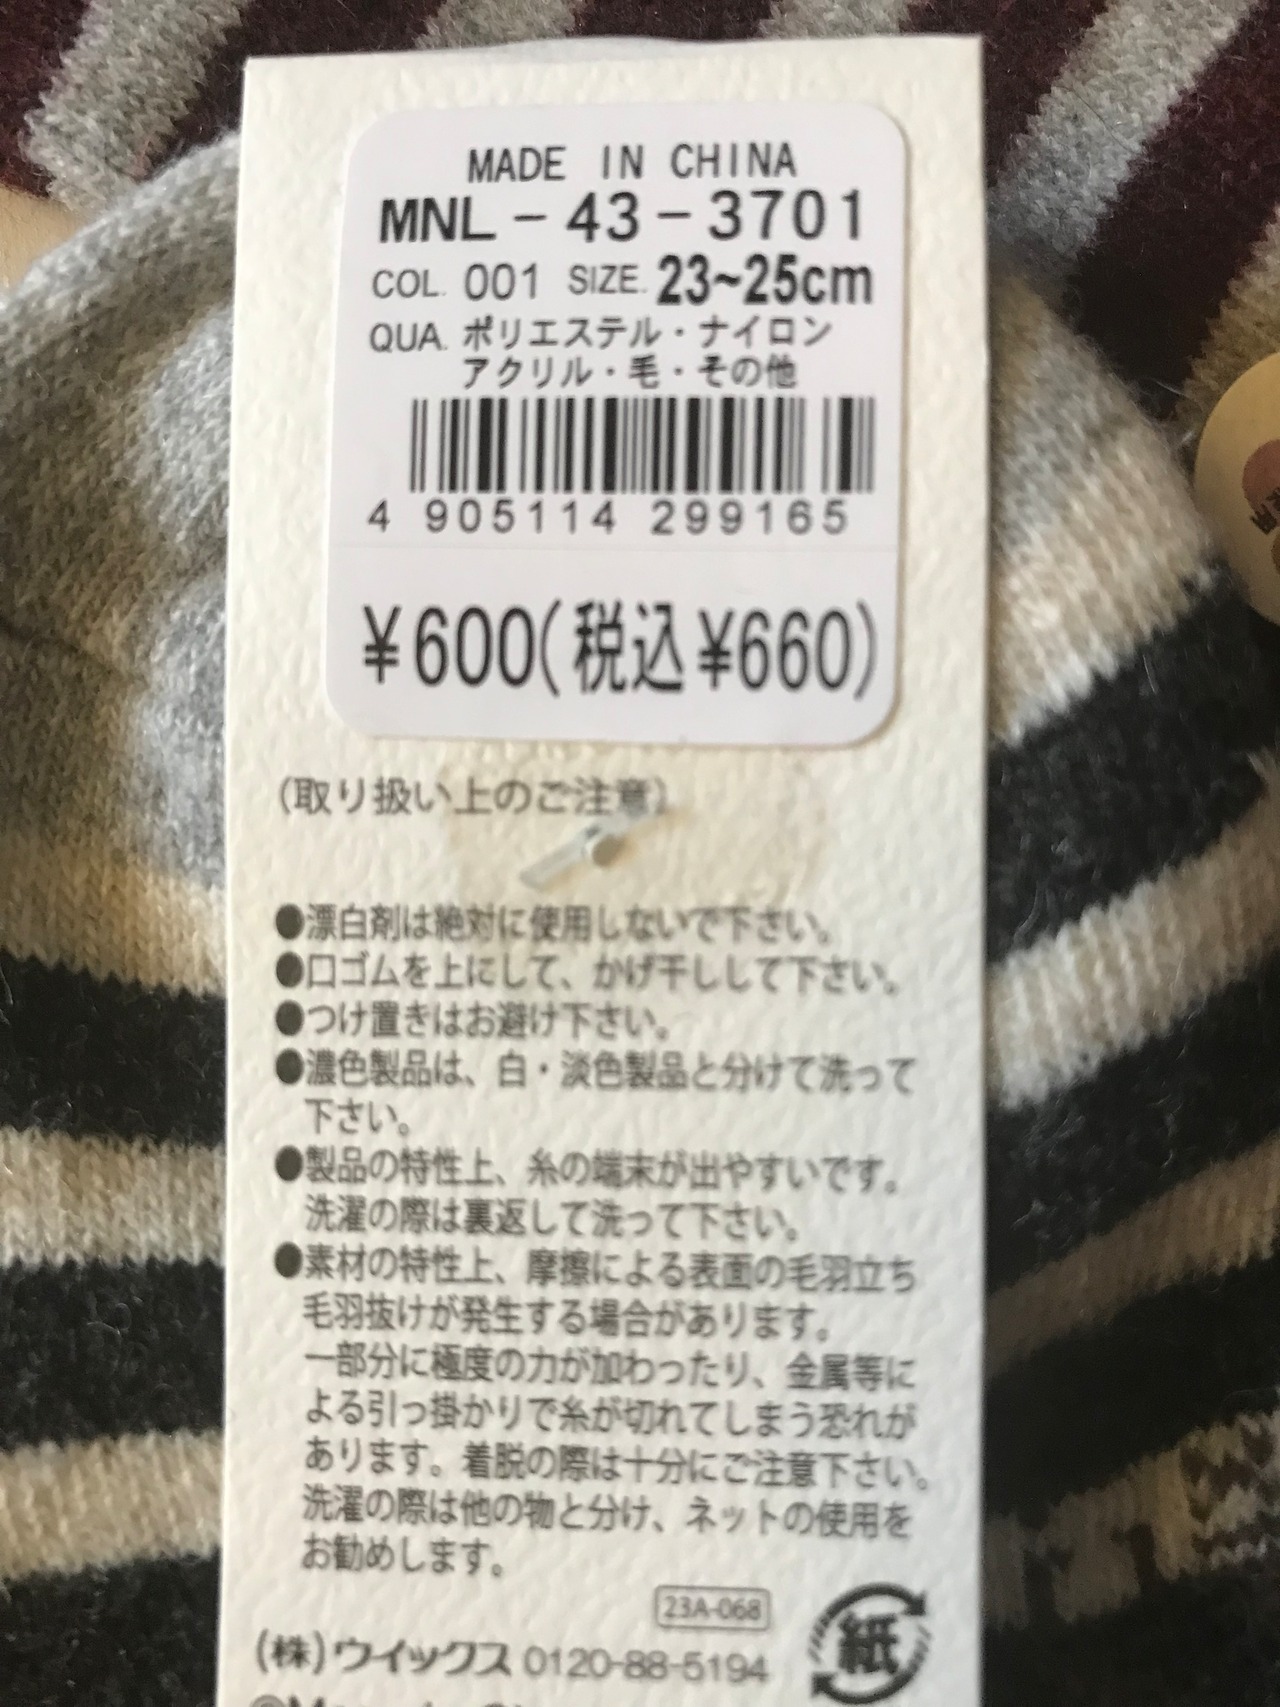 MADE IN CHINA
MNL-43-3701
COL. 001 SIZE. 23~25cm
QUA. ポリエステル・ナイロン
アクリル・毛・その他
4 905114 299165
¥600(税込¥660)
(取り扱い上のご注意)
●漂白剤は絶対に使用しないで下さい。
●口ゴムを上にして、かげ干しして下さい。
●つけ置きはお避け下さい。
●濃色製品は、白・淡色製品と分けて洗って
下さい。
●製品の特性上、糸の端末が出やすいです。
洗濯の際は裏返して洗って下さい。
●素材の特性上、摩擦による表面の毛羽立ち
毛羽抜けが発生する場合があります。
一部分に極度の力が加わったり、金属等に
よる引っ掛かりで糸が切れてしまう恐れが
あります。着脱の際は十分にご注意下さい。
洗濯の際は他の物と分け、ネットの使用を
お勧めします。
23A-068
紙
(株)ウイックス 0120-88-5194